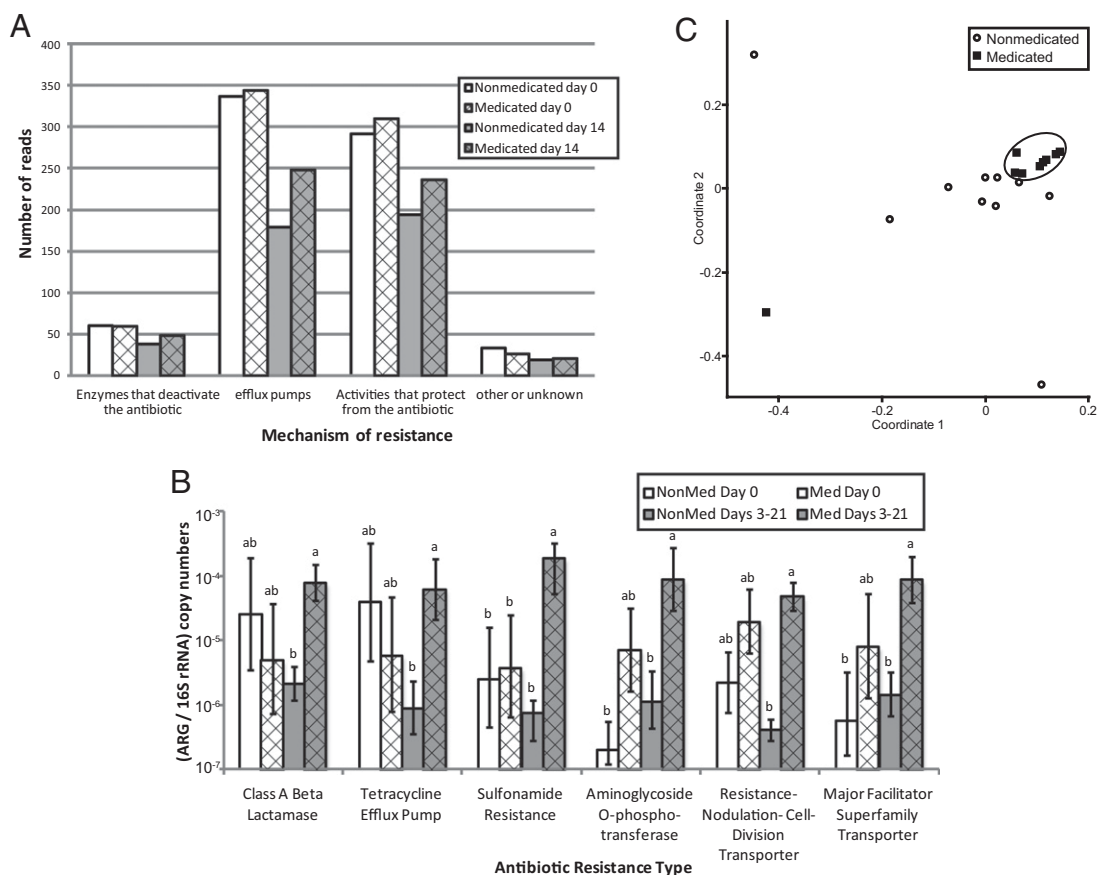 A
400
350
300
250
200
150
100
50
0
Number of reads
Nonmedicated day 0
Medicated day 0
Nonmedicated day 14
Medicated day 14
Enzymes that deactivate
the antibiotic
efflux pumps
Activities that protect
from the antibiotic
other or unknown
Mechanism of resistance
C
Nonmedicated
Medicated
0.2
0
-0.2
-0.4
Coordinate 2
-0.4
-0.2
0
0.2
Coordinate 1
B
NonMed Day 0
Med Day 0
NonMed Days 3-21
Med Days 3-21
10-3
10-4
10-5
10-6
10-7
(ARG / 16S rRNA) copy numbers
ab ab b a
ab ab b a
b b b a
b ab b a
ab ab b a
b ab b a
Class A Beta
Lactamase
Tetracycline
Efflux Pump
Sulfonamide
Resistance
Aminoglycoside
O-phospho-
transferase
Resistance-
Nodulation- Cell-
Division
Transporter
Major Facilitator
Superfamily
Transporter
Antibiotic Resistance Type